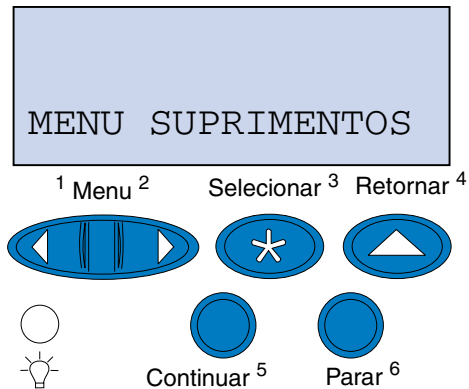 MENU SUPRIMENTOS
1 Menu 2
Selecionar 3
Retornar 4
Continuar 5
Parar 6